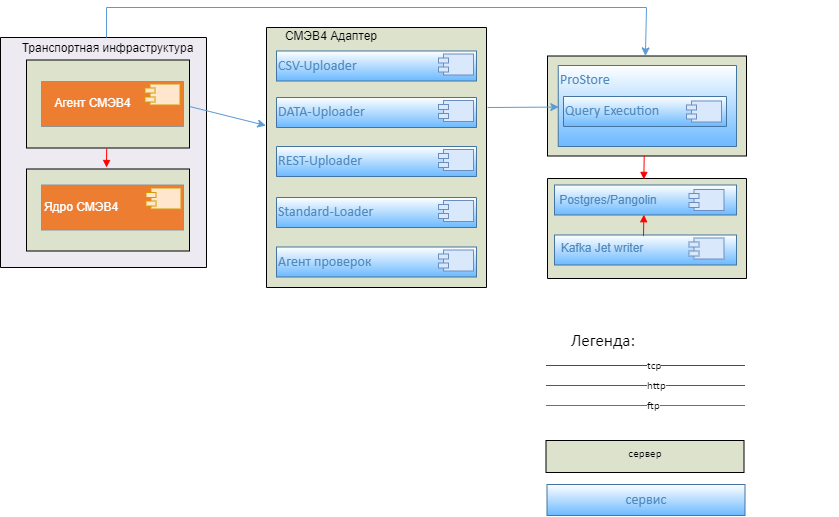 Транспортная инфраструктура
Агент СМЭВ4
Ядро СМЭВ4
СМЭВ4 Адаптер
CSV-Uploader
DATA-Uploader
REST-Uploader
Standard-Loader
Агент проверок
ProStore
Query Execution
Postgres/Pangolin
Kafka Jet writer
Легенда:
tcp
http
ftp
сервер
сервис